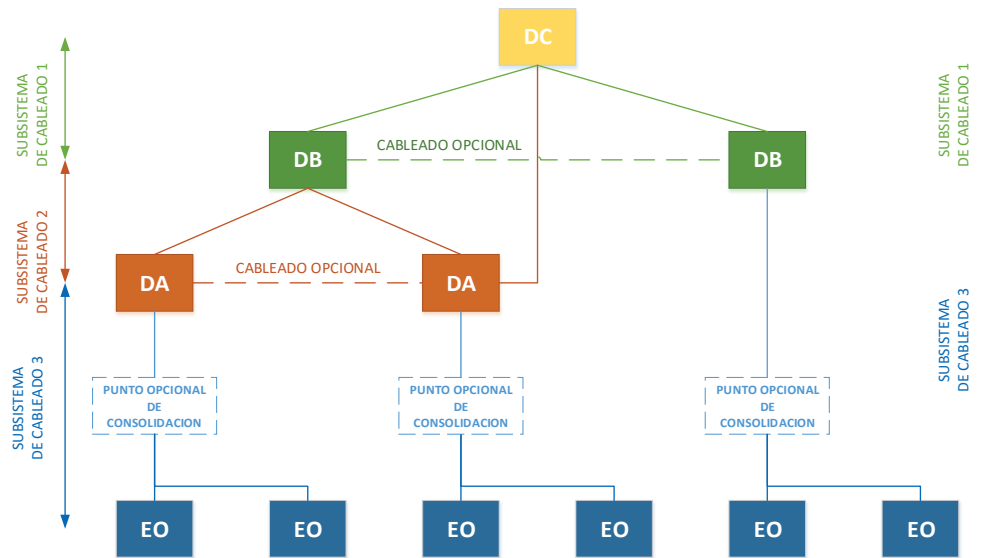 DC
SUBSISTEMA
DE CABLEADO 1
SUBSISTEMA
DE CABLEADO 1
DB
CABLEADO OPCIONAL
DB
SUBSISTEMA
DE CABLEADO 2
DA
CABLEADO OPCIONAL
DA
SUBSISTEMA
DE CABLEADO 3
SUBSISTEMA
DE CABLEADO 3
PUNTO OPCIONAL
DE
CONSOLIDACION
PUNTO OPCIONAL
DE
CONSOLIDACION
PUNTO OPCIONAL
DE
CONSOLIDACION
EO
EO
EO
EO
EO
EO